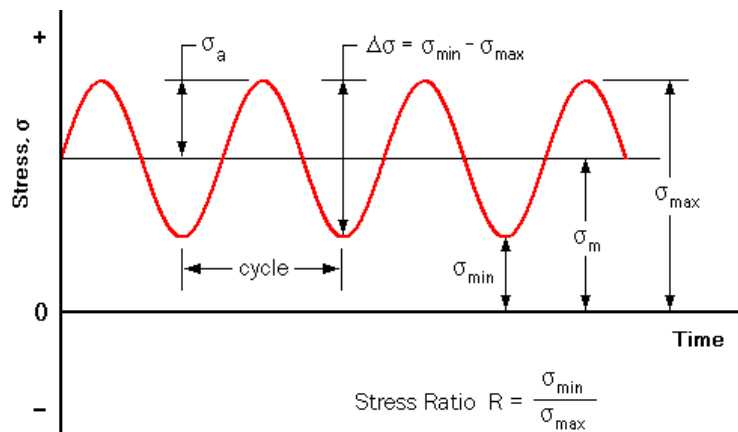 +
σa
Δσ = σmin - σmax
Stress, σ
σmax
σm
cycle
σmin
0
Time
Stress Ratio R = σmin / σmax
–